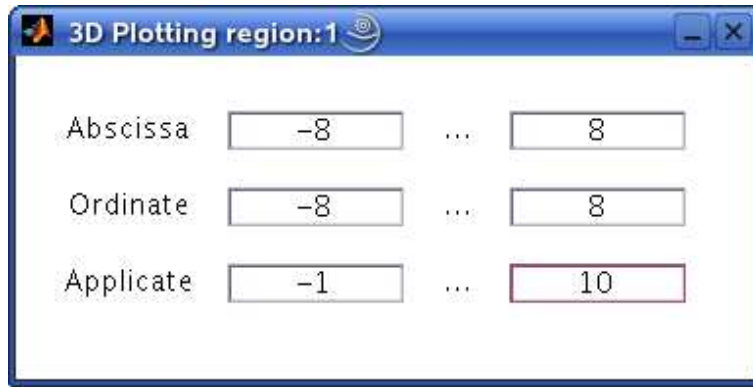 3D Plotting region:1
Abscissa −8 ... 8
Ordinate −8 ... 8
Applicate −1 ... 10